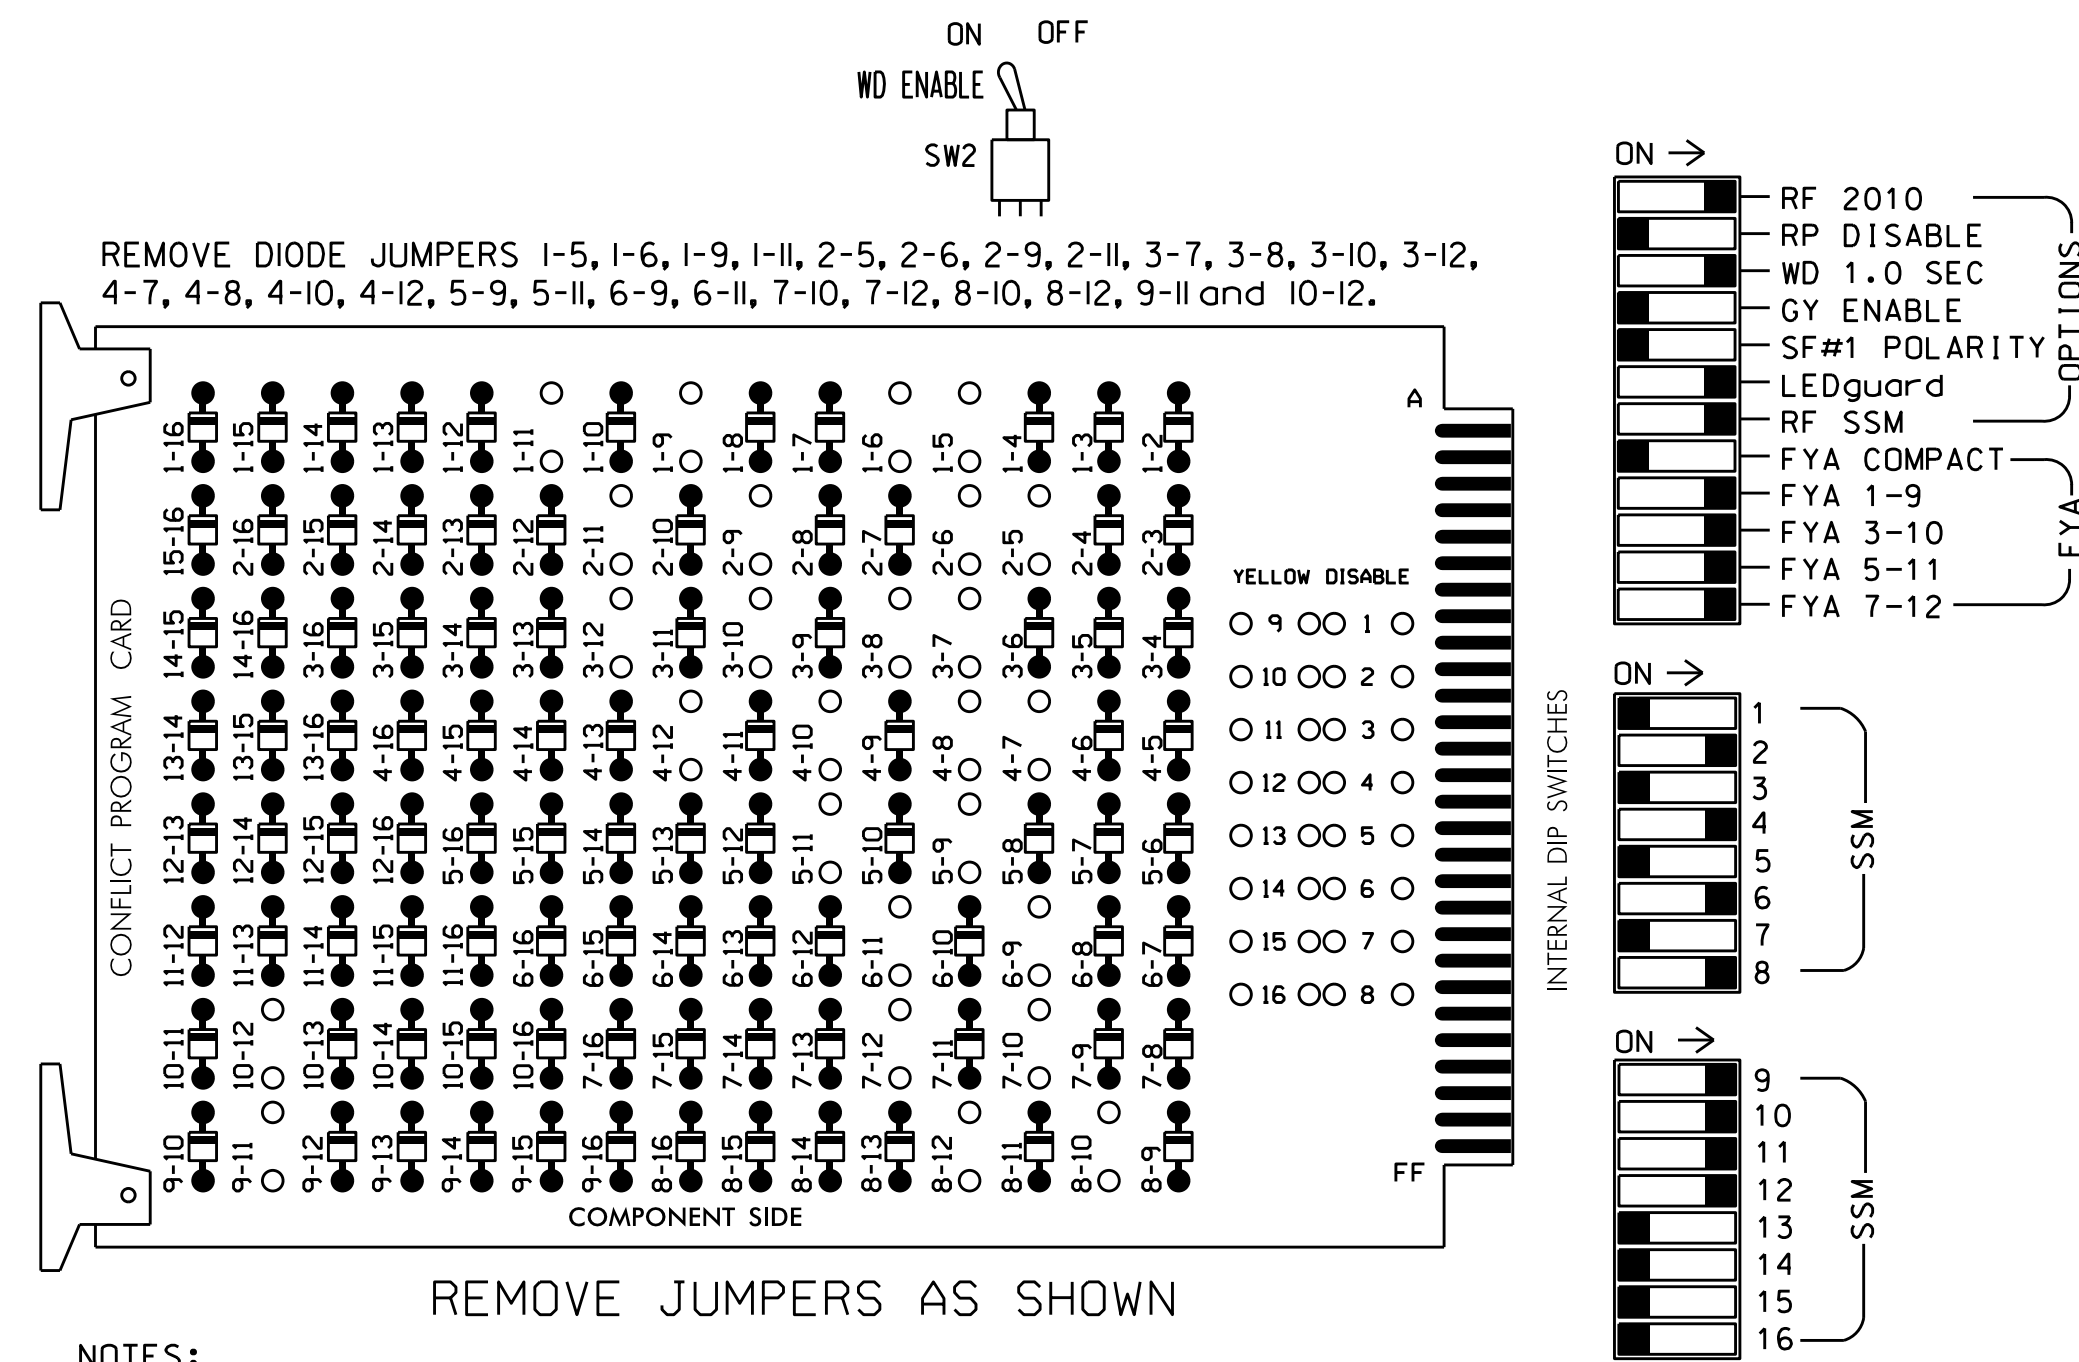 ON OFF
WD ENABLE
SW2
REMOVE DIODE JUMPERS 1-5, 1-6, 1-9, 1-11, 2-5, 2-6, 2-9, 2-11, 3-7, 3-8, 3-10, 3-12,
4-7, 4-8, 4-10, 4-12, 5-9, 5-11, 6-9, 6-11, 7-10, 7-12, 8-10, 8-12, 9-11 and 10-12.
CONFLICT PROGRAM CARD
1-16 1-15 1-14 1-13 1-12 1-11 1-10 1-9 1-8 1-7 1-6 1-5 1-4 1-3 1-2
15-16 2-16 2-15 2-14 2-13 2-12 2-11 2-10 2-9 2-8 2-7 2-6 2-5 2-4 2-3
14-15 14-16 3-16 3-15 3-14 3-13 3-12 3-11 3-10 3-9 3-8 3-7 3-6 3-5 3-4
13-14 13-15 13-16 4-16 4-15 4-14 4-13 4-12 4-11 4-10 4-9 4-8 4-7 4-6 4-5
12-13 12-14 12-15 12-16 5-16 5-15 5-14 5-13 5-12 5-11 5-10 5-9 5-8 5-7 5-6
11-12 11-13 11-14 11-15 11-16 6-16 6-15 6-14 6-13 6-12 6-11 6-10 6-9 6-8 6-7
10-11 10-12 10-13 10-14 10-15 10-16 7-16 7-15 7-14 7-13 7-12 7-11 7-10 7-9 7-8
9-10 9-11 9-12 9-13 9-14 9-15 9-16 8-16 8-15 8-14 8-13 8-12 8-11 8-10 8-9
COMPONENT SIDE
A
YELLOW DISABLE
9 1
10 2
11 3
12 4
13 5
14 6
15 7
16 8
FF
REMOVE JUMPERS AS SHOWN
NOTES:
INTERNAL DIP SWITCHES
ON
RF 2010
RP DISABLE
WD 1.0 SEC
GY ENABLE
SF#1 POLARITY
LEDguard
RF SSM
OPTIONS
FYA COMPACT
FYA 1-9
FYA 3-10
FYA 5-11
FYA 7-12
FYA
ON
1
2
3
4
5
6
7
8
SSM
ON
9
10
11
12
13
14
15
16
SSM